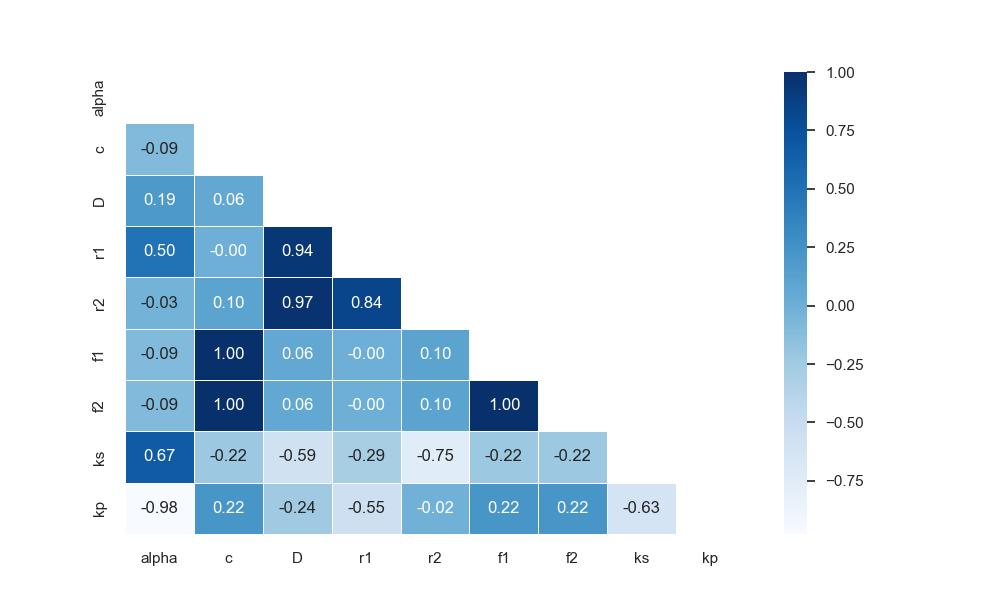 alpha
c -0.09
D 0.19 0.06
r1 0.50 -0.00 0.94
r2 -0.03 0.10 0.97 0.84
f1 -0.09 1.00 0.06 -0.00 0.10
f2 -0.09 1.00 0.06 -0.00 0.10 1.00
ks 0.67 -0.22 -0.59 -0.29 -0.75 -0.22 -0.22
kp -0.98 0.22 -0.24 -0.55 -0.02 0.22 0.22 -0.63
alpha c D r1 r2 f1 f2 ks kp
1.00
0.75
0.50
0.25
0.00
−0.25
−0.50
−0.75